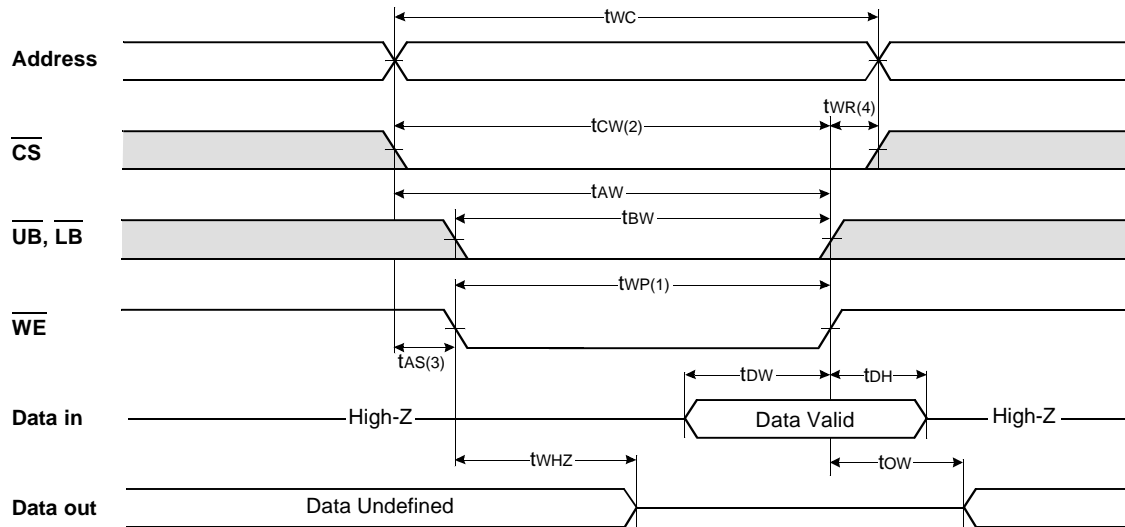 tWC
Address
tWR(4)
tCW(2)
CS
tAW
tBW
UB, LB
tWP(1)
WE
tAS(3)
tDW
tDH
Data in
High-Z
Data Valid
High-Z
tWHZ
tOW
Data out
Data Undefined